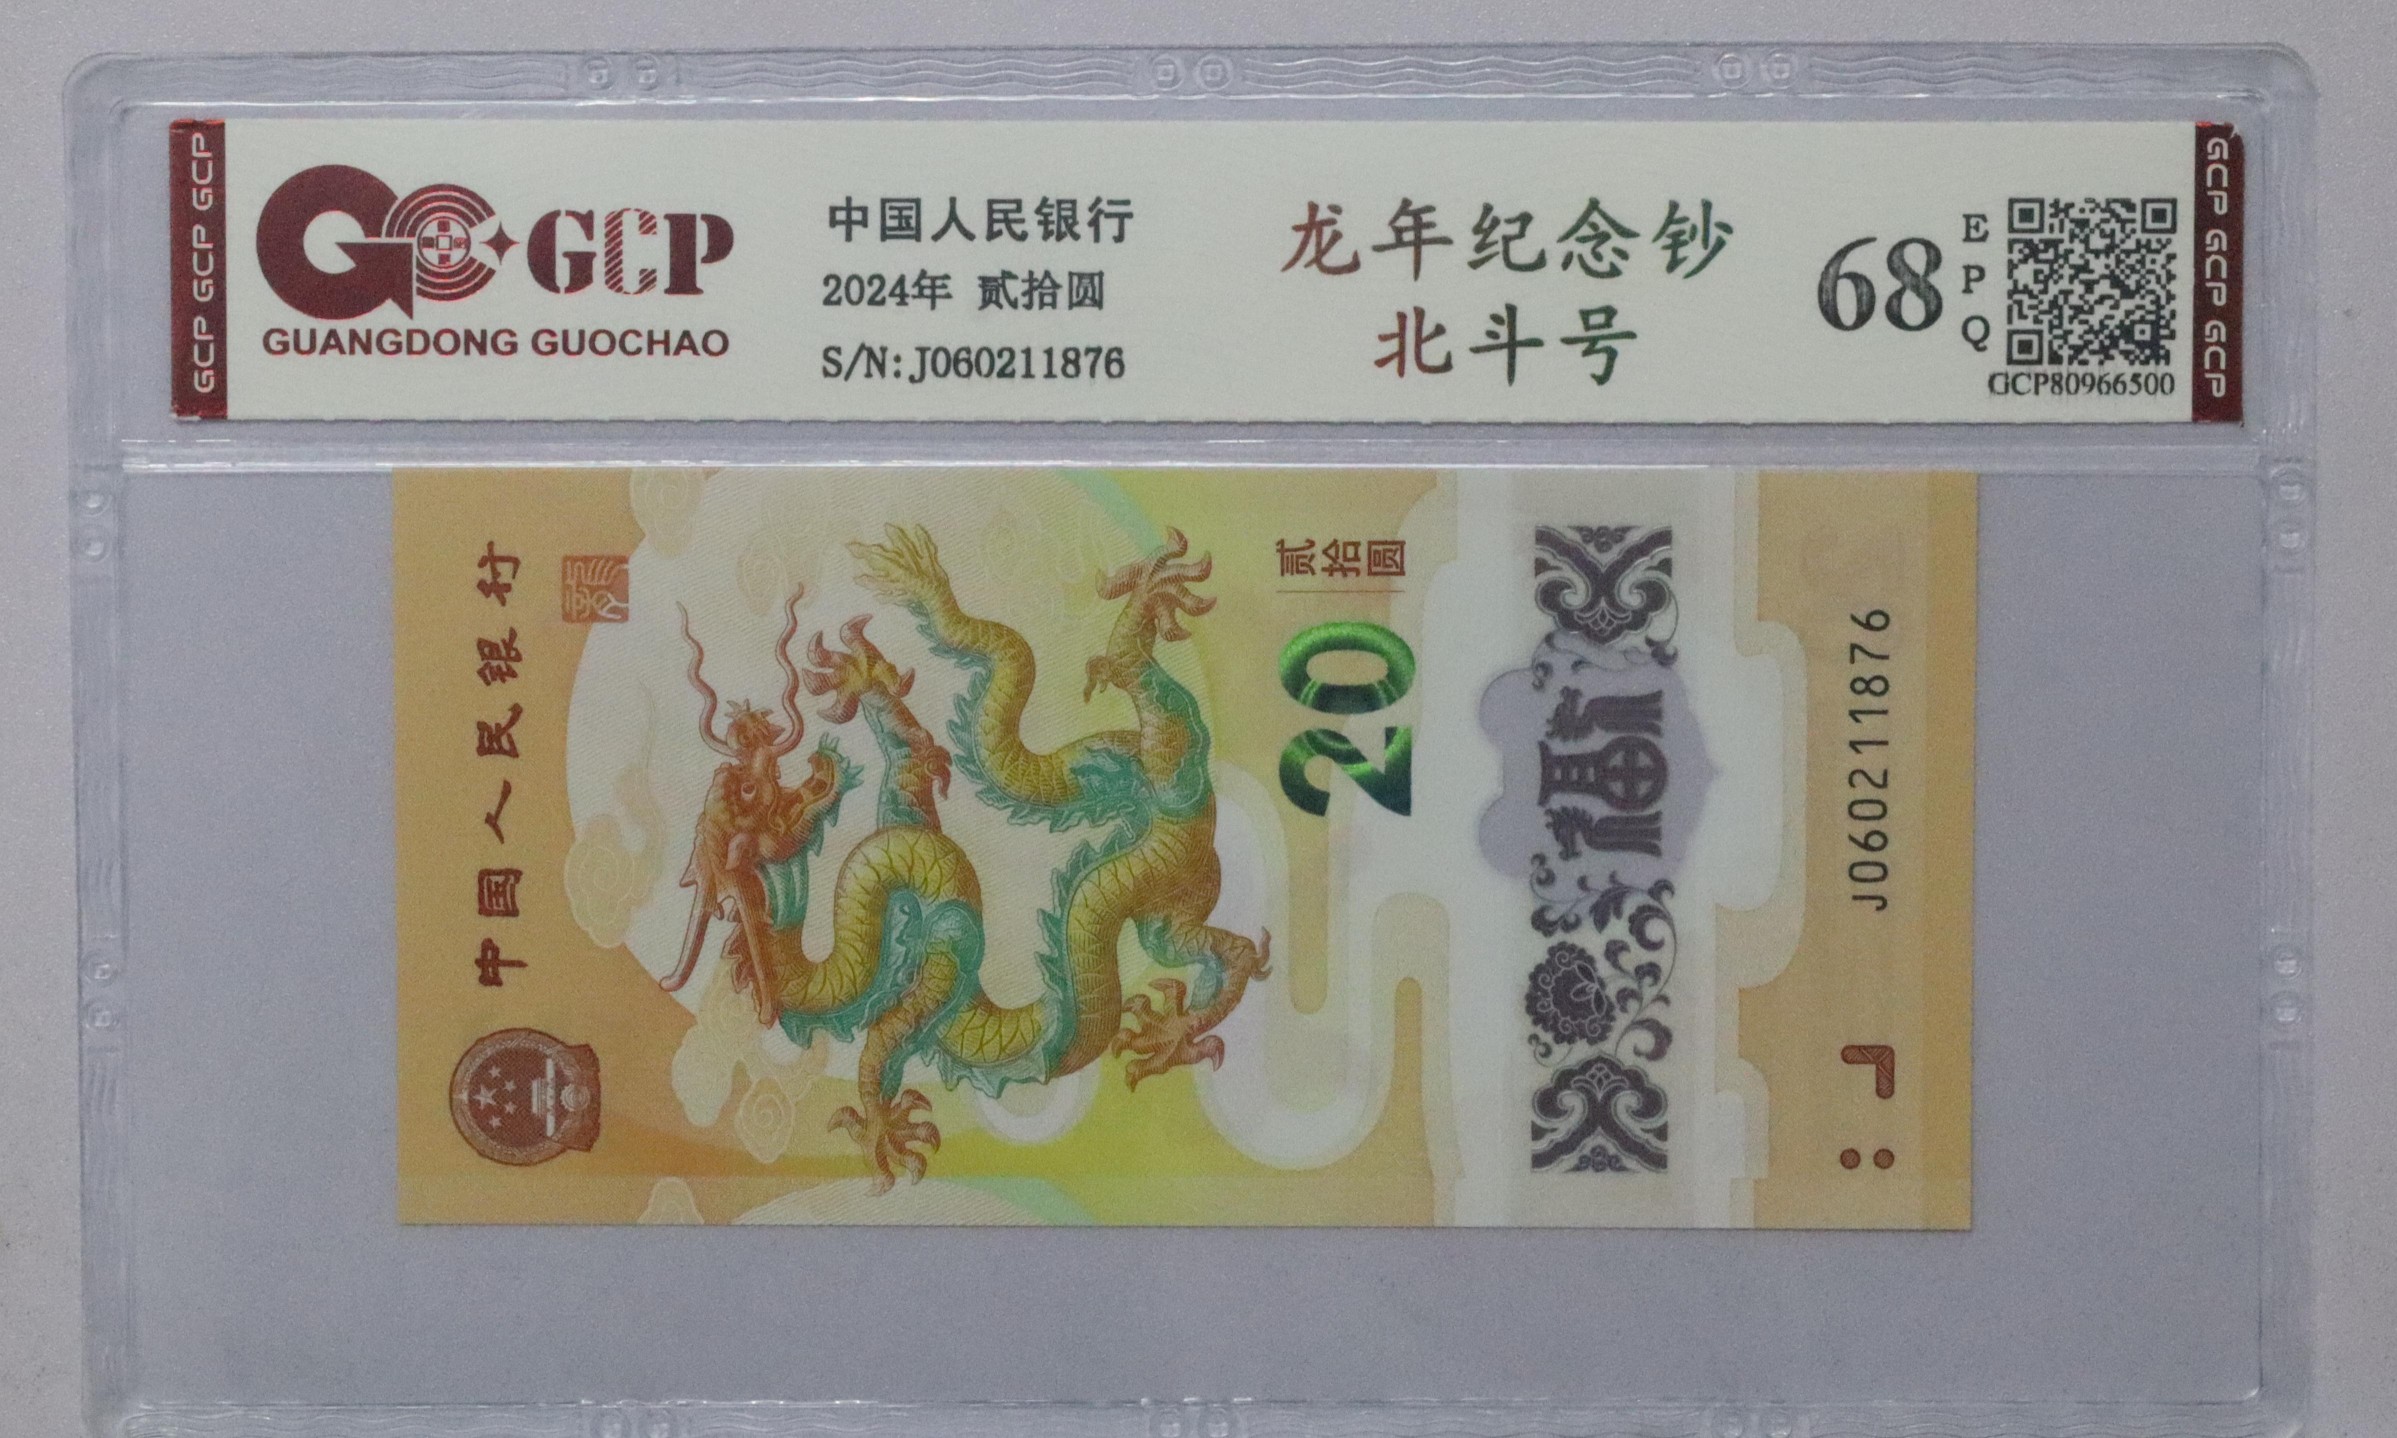 GCP GCP GCP
GCP
GUANGDONG GUOCHAO
中国人民银行
2024年 贰拾圆
S/N:J060211876
龙年纪念钞
北斗号
68
EPQ
GCP80966500
GCP GCP GCP
中国人民银行
贰拾圆
20
福
J060211876